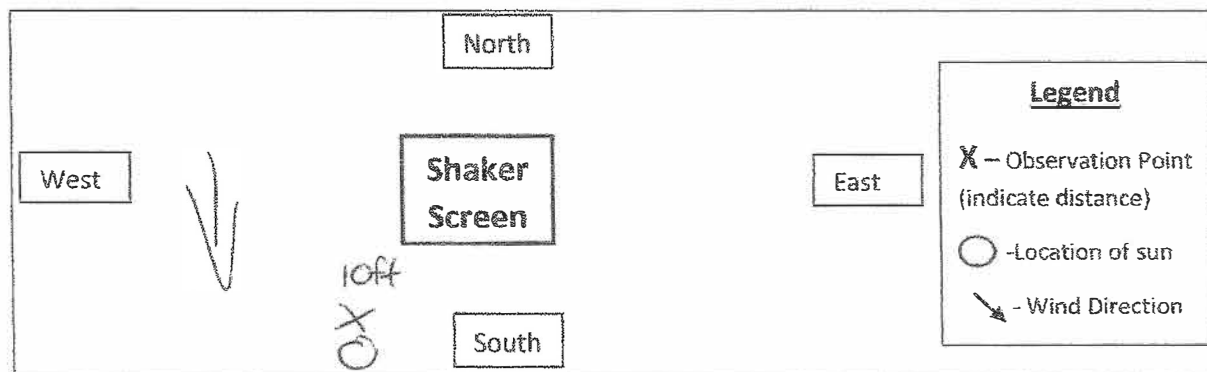 North
West
Shaker
Screen
East
10ft
X
South
Legend
X – Observation Point
(indicate distance)
-Location of sun
- Wind Direction